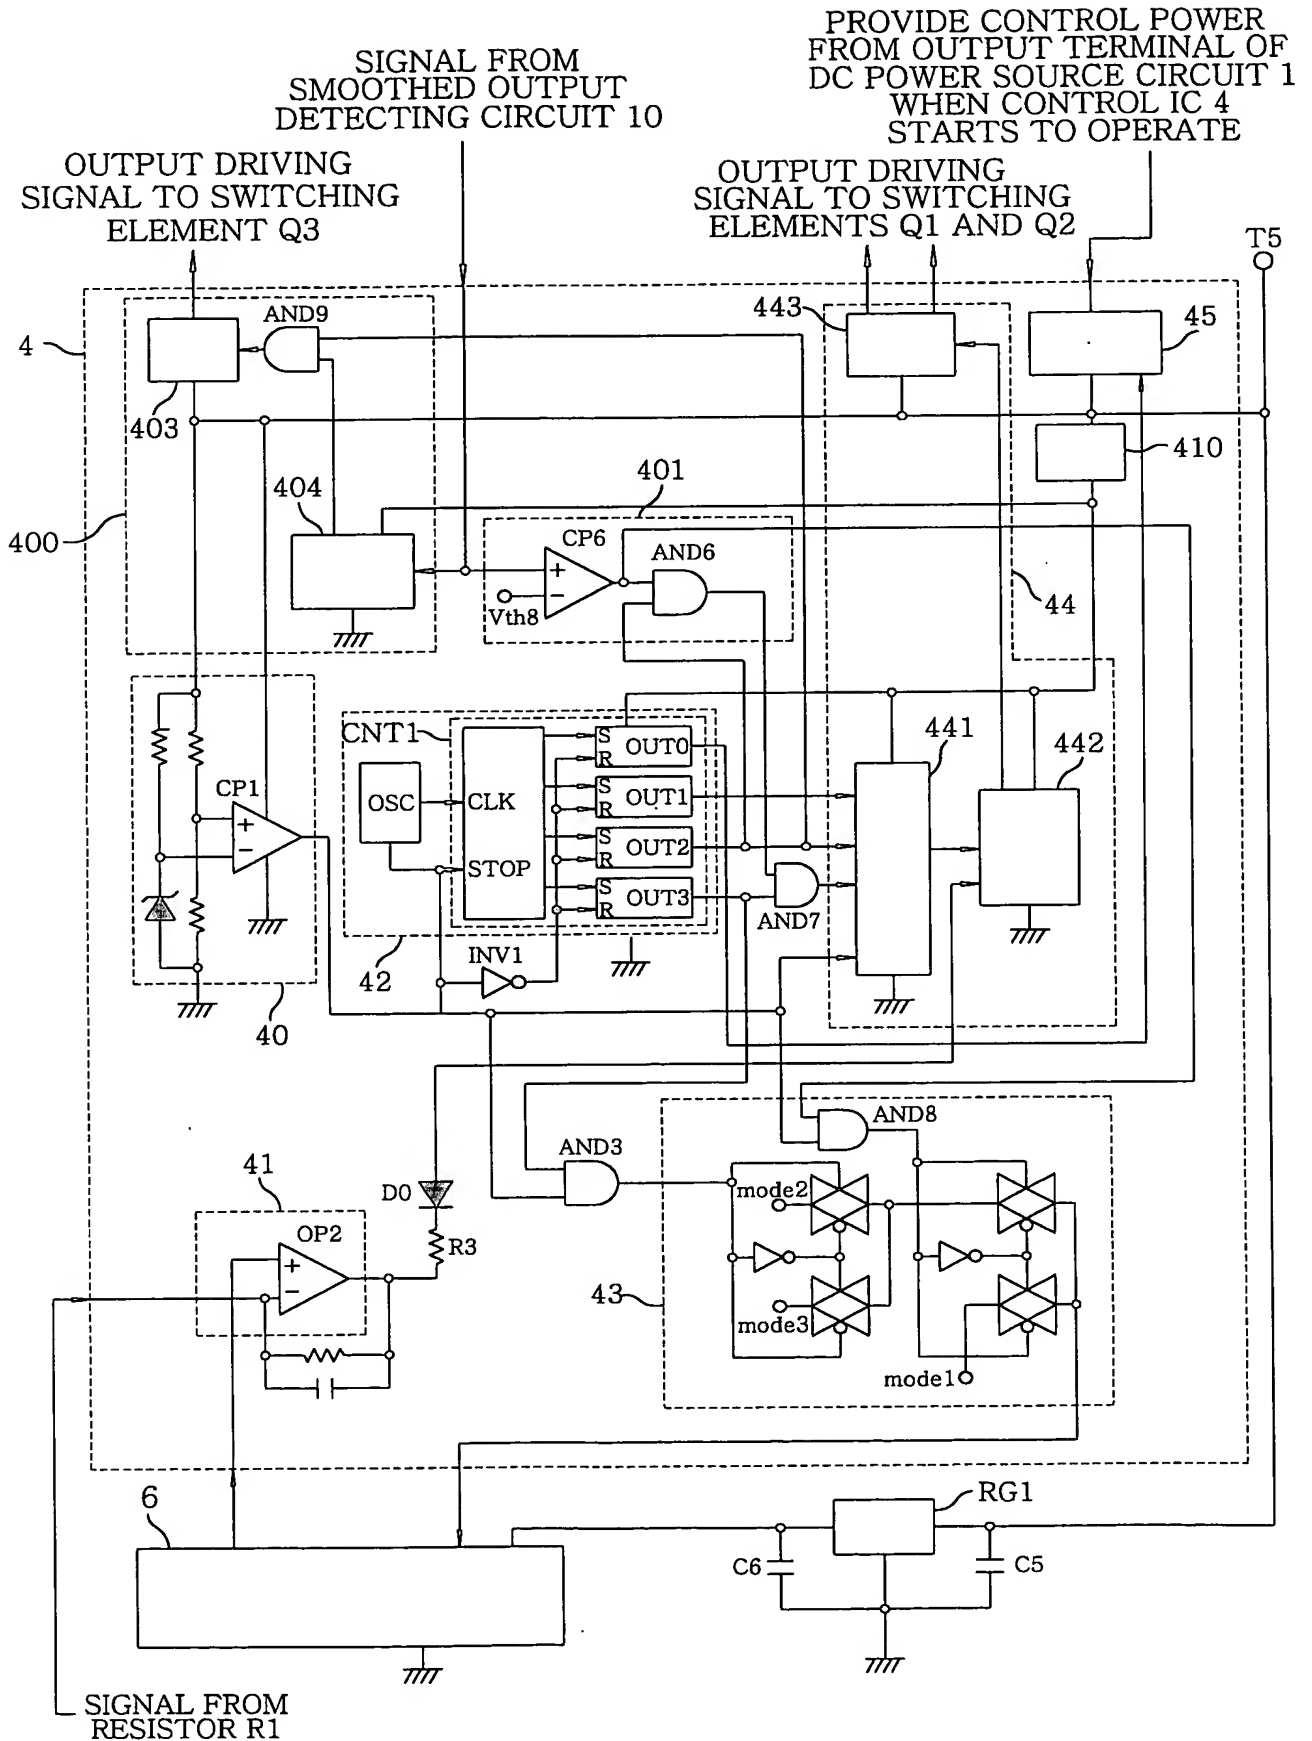 PROVIDE CONTROL POWER
FROM OUTPUT TERMINAL OF
DC POWER SOURCE CIRCUIT 1
WHEN CONTROL IC 4
STARTS TO OPERATE
SIGNAL FROM
SMOOTHED OUTPUT
DETECTING CIRCUIT 10
OUTPUT DRIVING
SIGNAL TO SWITCHING
ELEMENT Q3
OUTPUT DRIVING
SIGNAL TO SWITCHING
ELEMENTS Q1 AND Q2
T5
4
AND9
443
45
403
410
404
401
400
CP6
AND6
Vth8
44
CNT1
S
R
OUT0
441
442
CP1
+
−
+
−
OSC
CLK
S
R
OUT1
S
R
OUT2
STOP
S
R
OUT3
AND7
42
INV1
40
AND8
AND3
41
D0
mode2
OP2
+
−
R3
43
mode3
mode1
6
RG1
C6
C5
SIGNAL FROM
RESISTOR R1